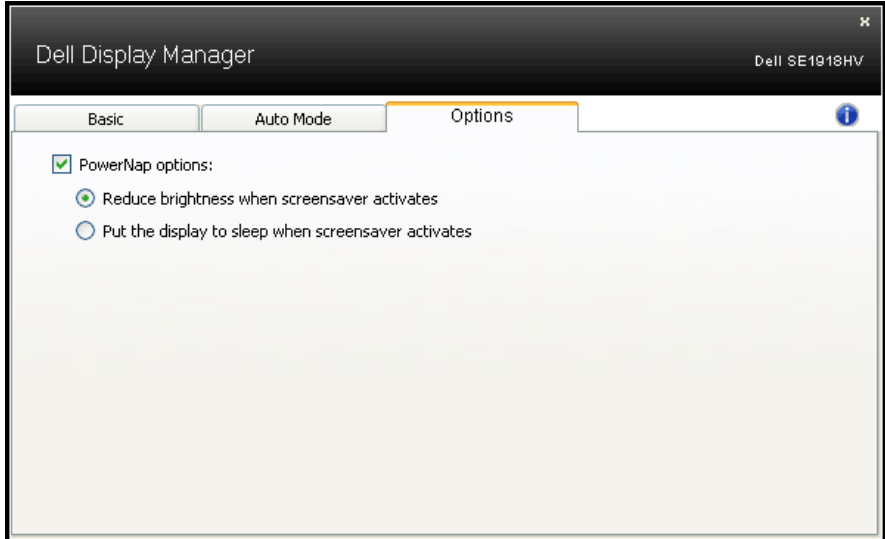 x
Dell Display Manager
Dell SE1918HV
Basic Auto Mode Options
PowerNap options:
Reduce brightness when screensaver activates
Put the display to sleep when screensaver activates